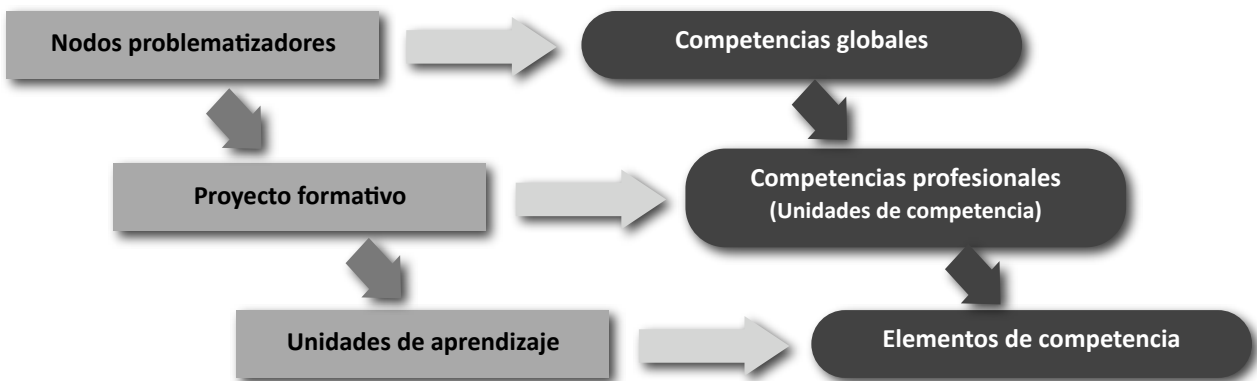 Nodos problematizadores
Competencias globales
Proyecto formativo
Competencias profesionales
(Unidades de competencia)
Unidades de aprendizaje
Elementos de competencia